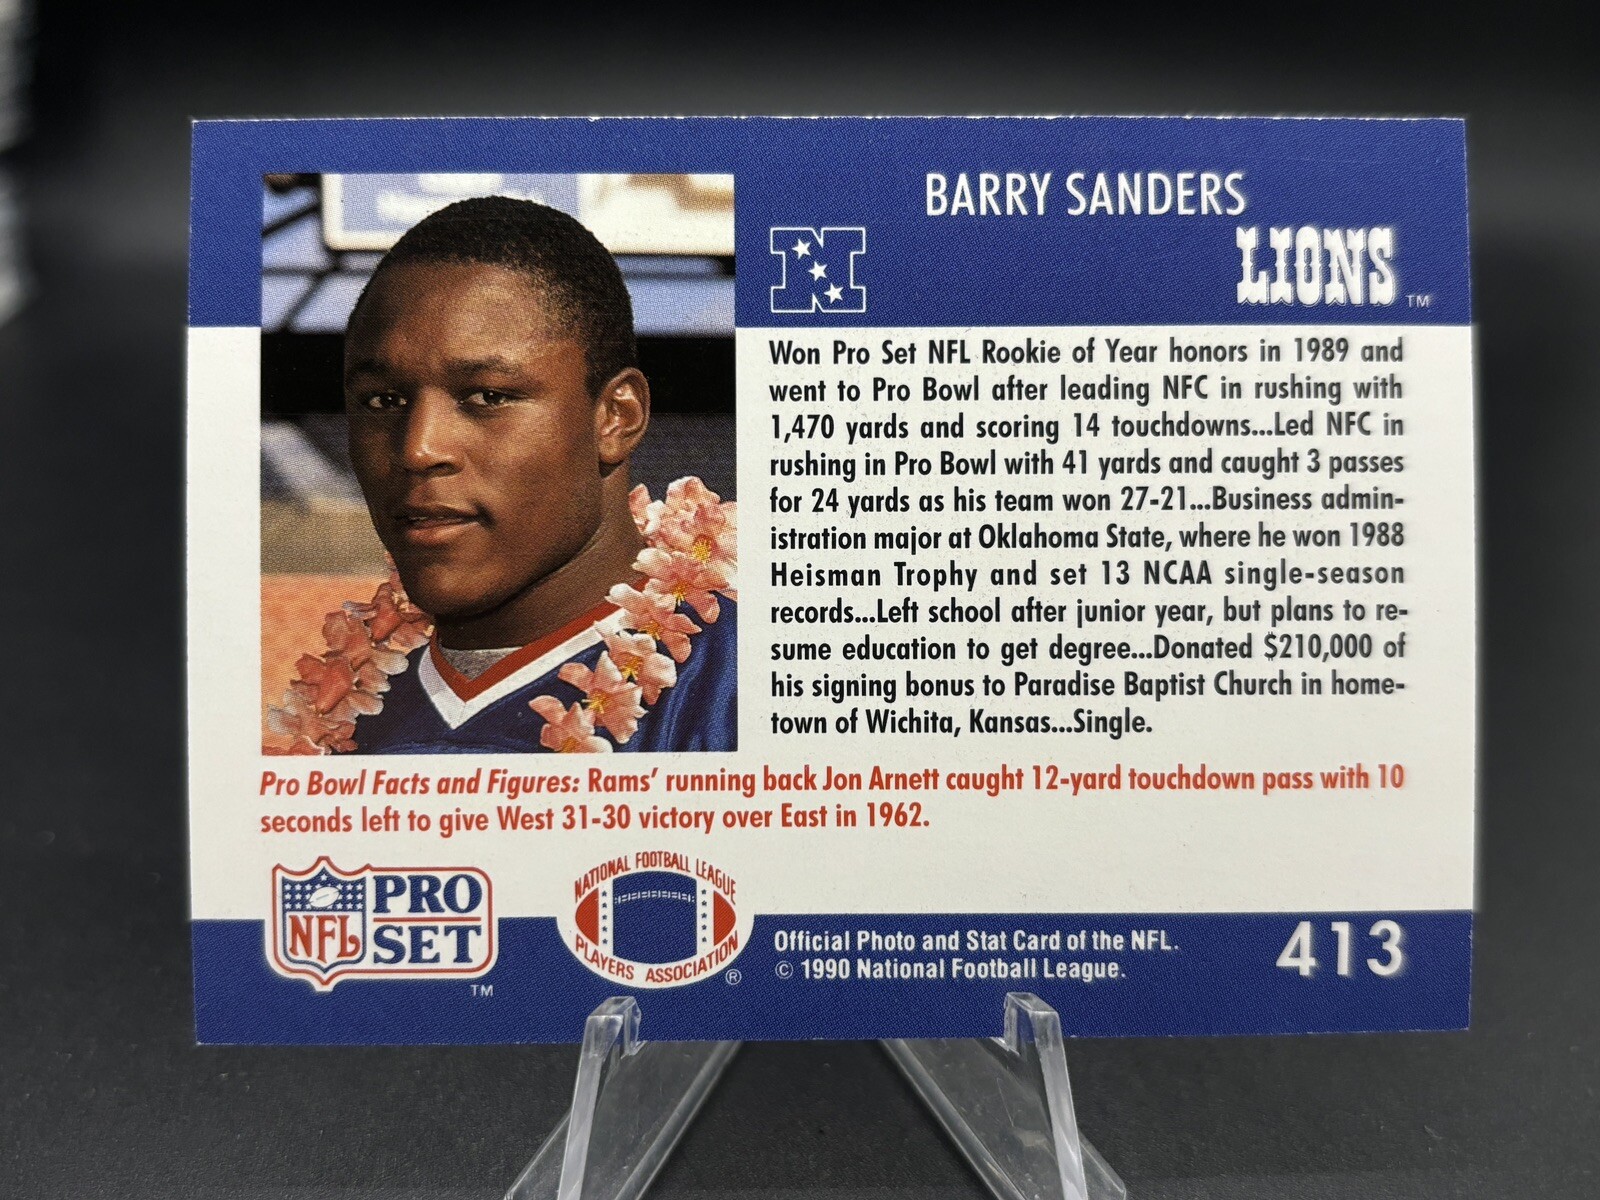 BARRY SANDERS
LIONS TM
Won Pro Set NFL Rookie of Year honors in 1989 and
went to Pro Bowl after leading NFC in rushing with
1,470 yards and scoring 14 touchdowns...Led NFC in
rushing in Pro Bowl with 41 yards and caught 3 passes
for 24 yards as his team won 27-21...Business admin-
istration major at Oklahoma State, where he won 1988
Heisman Trophy and set 13 NCAA single-season
records...Left school after junior year, but plans to re-
sume education to get degree...Donated $210,000 of
his signing bonus to Paradise Baptist Church in home-
town of Wichita, Kansas...Single.
Pro Bowl Facts and Figures: Rams' running back Jon Arnett caught 12-yard touchdown pass with 10
seconds left to give West 31-30 victory over East in 1962.
NFL PRO SET TM
NATIONAL FOOTBALL LEAGUE
PLAYERS ASSOCIATION ®
Official Photo and Stat Card of the NFL.
© 1990 National Football League.
413